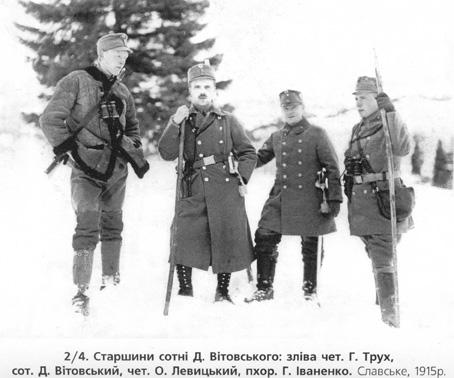 2/4. Старшини сотні Д. Вітовського: зліва чет. Г. Трух,
сот. Д. Вітовський, чет. О. Левицький, пхор. Г. Іваненко. Славське, 1915р.